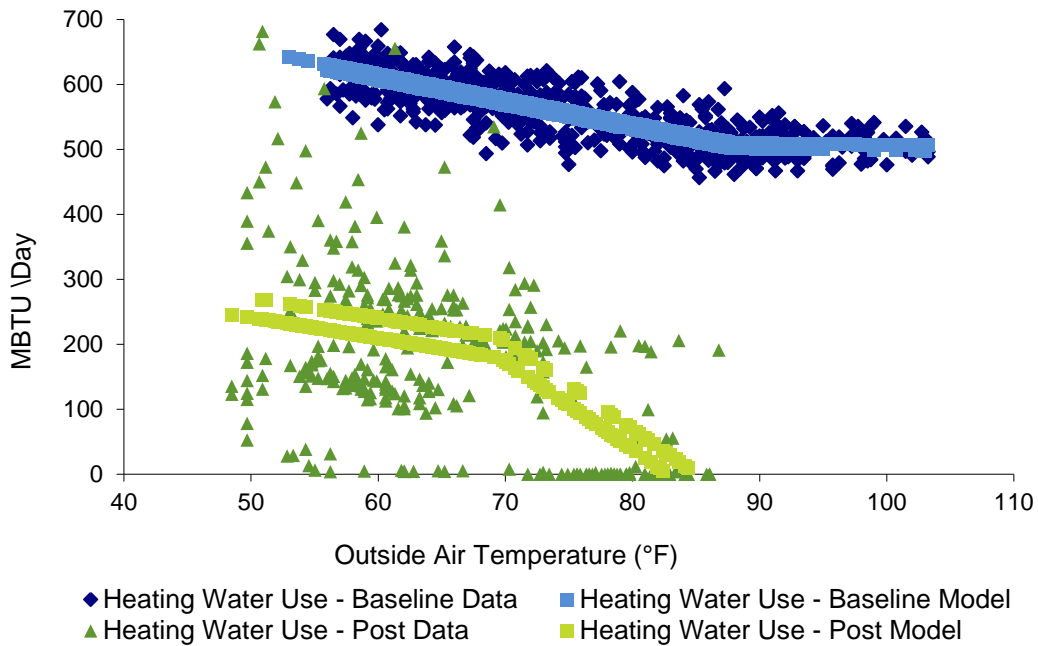 700
600
500
400
300
200
100
0
MBTU \Day
40 50 60 70 80 90 100 110
Outside Air Temperature (°F)
Heating Water Use - Baseline Data Heating Water Use - Baseline Model
Heating Water Use - Post Data Heating Water Use - Post Model